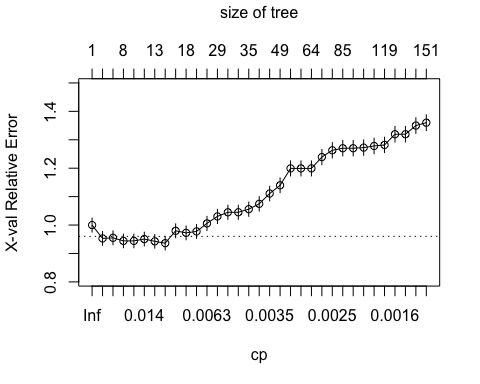 size of tree
1 8 13 18 29 35 49 64 85 119 151
X-val Relative Error
1.4
1.2
1.0
0.8
Inf 0.014 0.0063 0.0035 0.0025 0.0016
cp